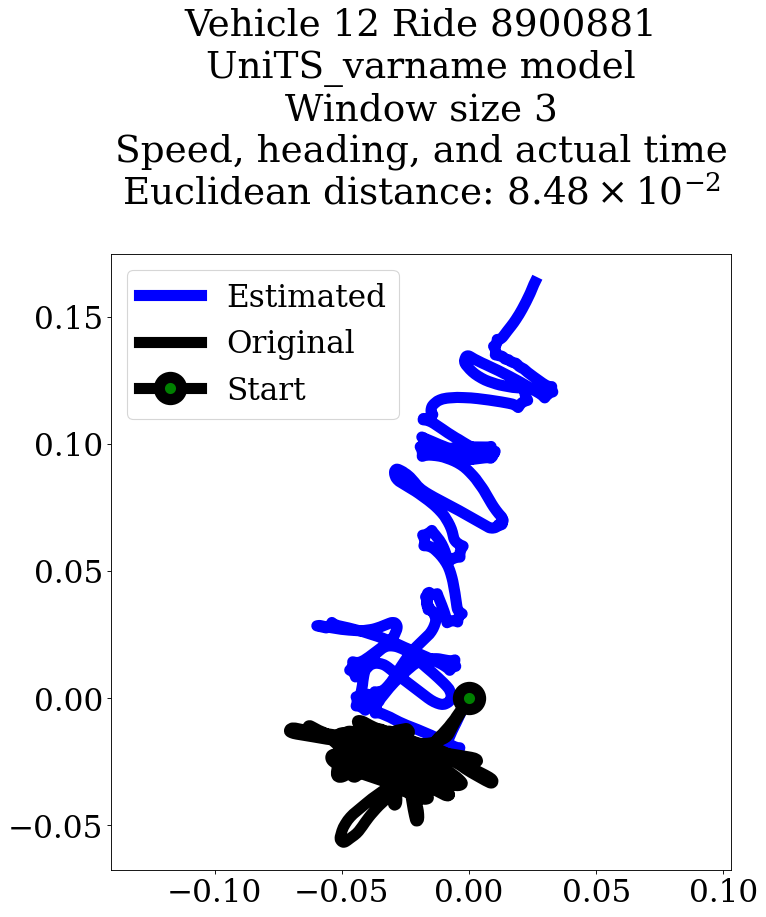 Vehicle 12 Ride 8900881
UniTS_varname model
Window size 3
Speed, heading, and actual time
Euclidean distance: 8.48 × 10⁻²
Estimated
Original
Start
0.15
0.10
0.05
0.00
−0.05
−0.10 −0.05 0.00 0.05 0.10